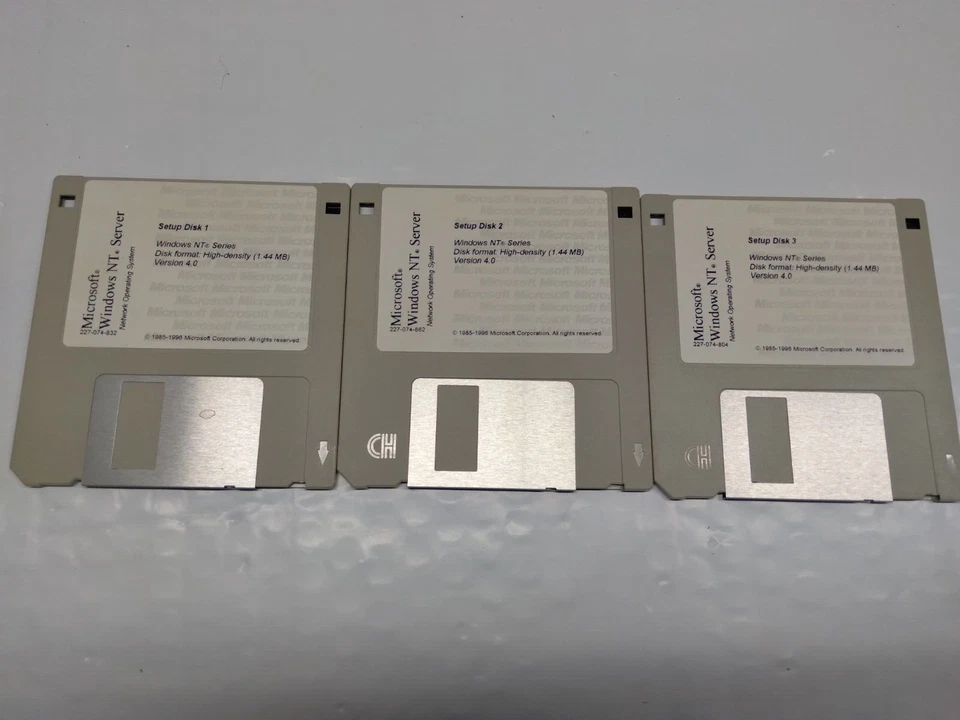 Microsoft®
Windows NT® Server
Network Operating System
227-074-832
Setup Disk 1
Windows NT® Series
Disk format: High-density (1.44 MB)
Version 4.0
© 1985-1996 Microsoft Corporation. All rights reserved.
Microsoft®
Windows NT® Server
Network Operating System
227-074-882
Setup Disk 2
Windows NT® Series
Disk format: High-density (1.44 MB)
Version 4.0
© 1985-1996 Microsoft Corporation. All rights reserved.
Microsoft®
Windows NT® Server
Network Operating System
227-074-804
Setup Disk 3
Windows NT® Series
Disk format: High-density (1.44 MB)
Version 4.0
© 1985-1996 Microsoft Corporation. All rights reserved.